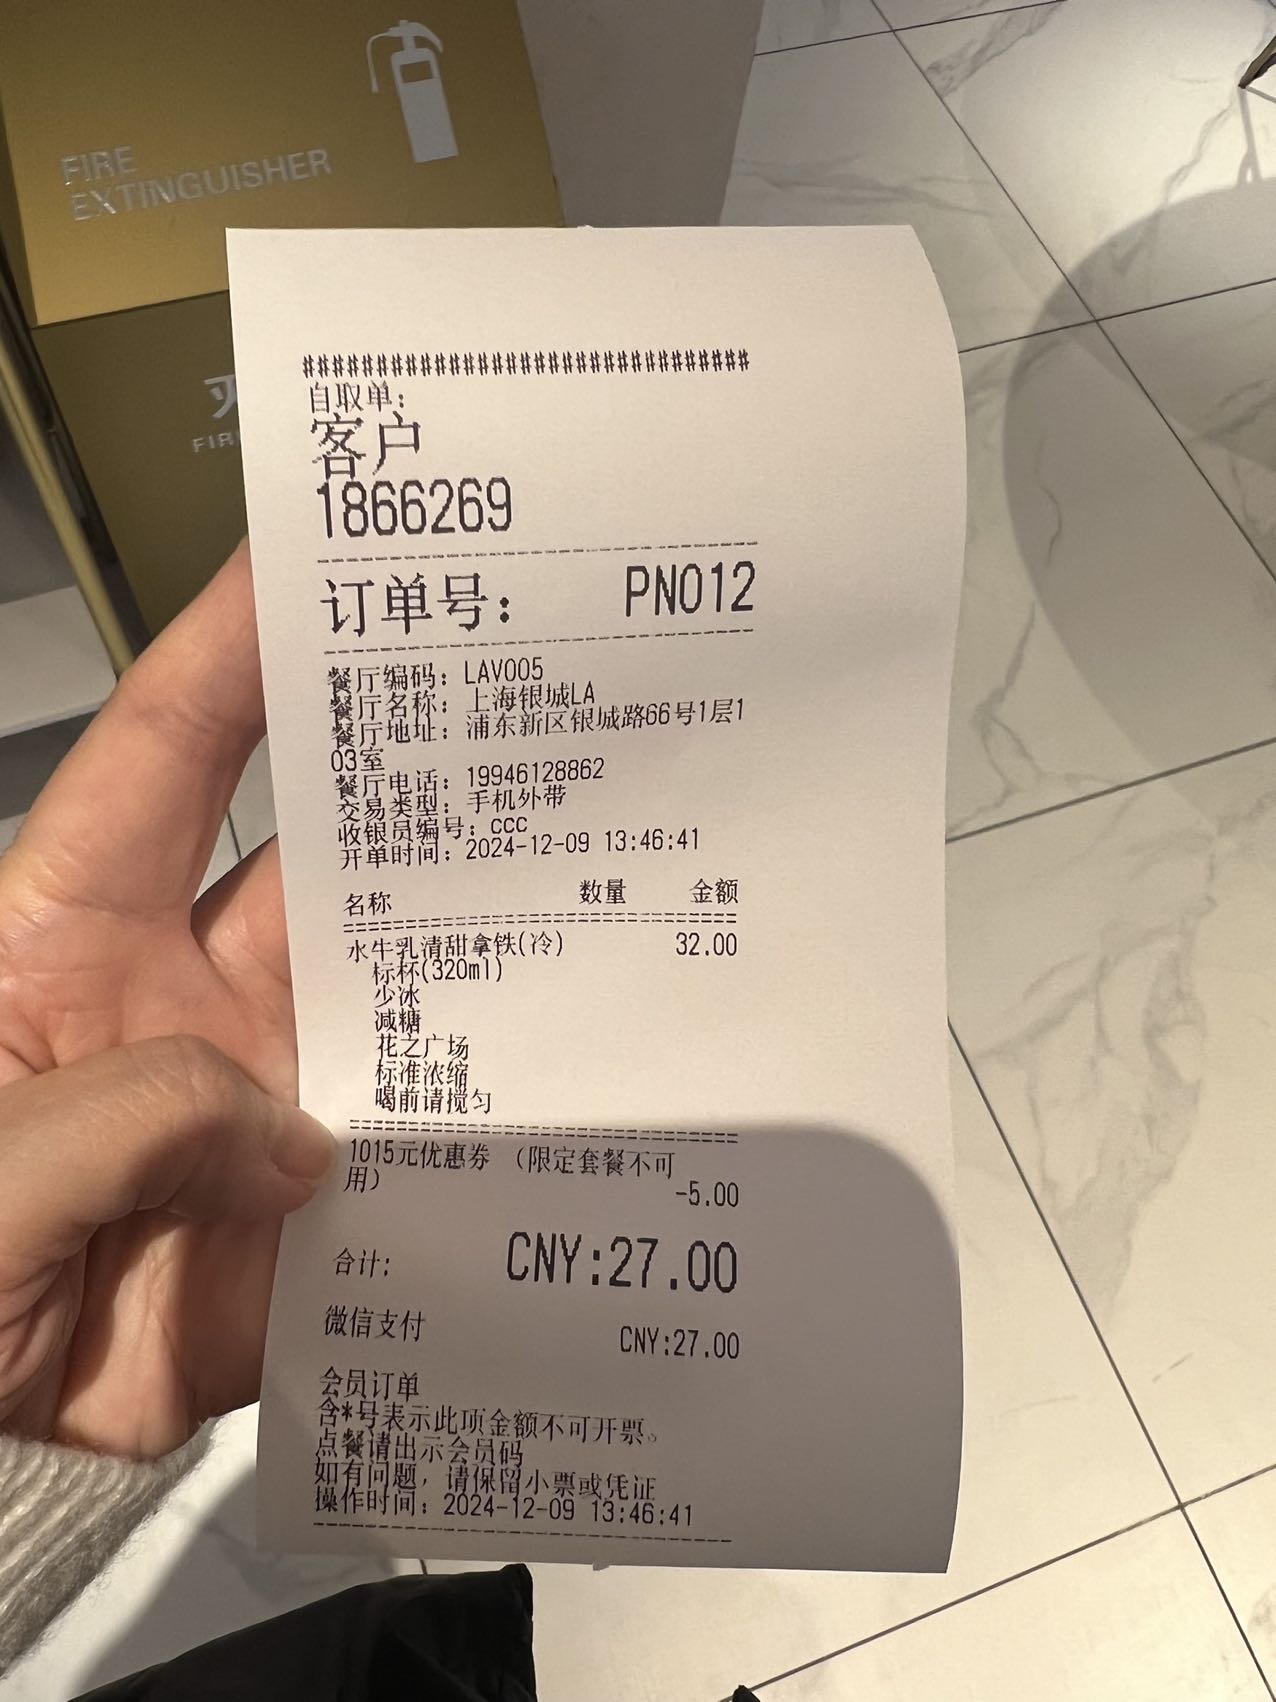 FIRE
EXTINGUISHER
FIR
###############################
自取单:
客户
1866269
订单号: PN012
餐厅编码: LAV005
餐厅名称: 上海银城LA
餐厅地址: 浦东新区银城路66号1层1
03室
餐厅电话: 19946128862
交易类型: 手机外带
收银员编号: ccc
开单时间: 2024-12-09 13:46:41
名称 数量 金额
水牛乳清甜拿铁(冷) 32.00
标杯(320ml)
少冰
减糖
花之广场
标准浓缩
喝前请搅匀
1015元优惠券 (限定套餐不可
用) -5.00
合计: CNY:27.00
微信支付 CNY:27.00
会员订单
含*号表示此项金额不可开票。
点餐请出示会员码
如有问题, 请保留小票或凭证
操作时间: 2024-12-09 13:46:41